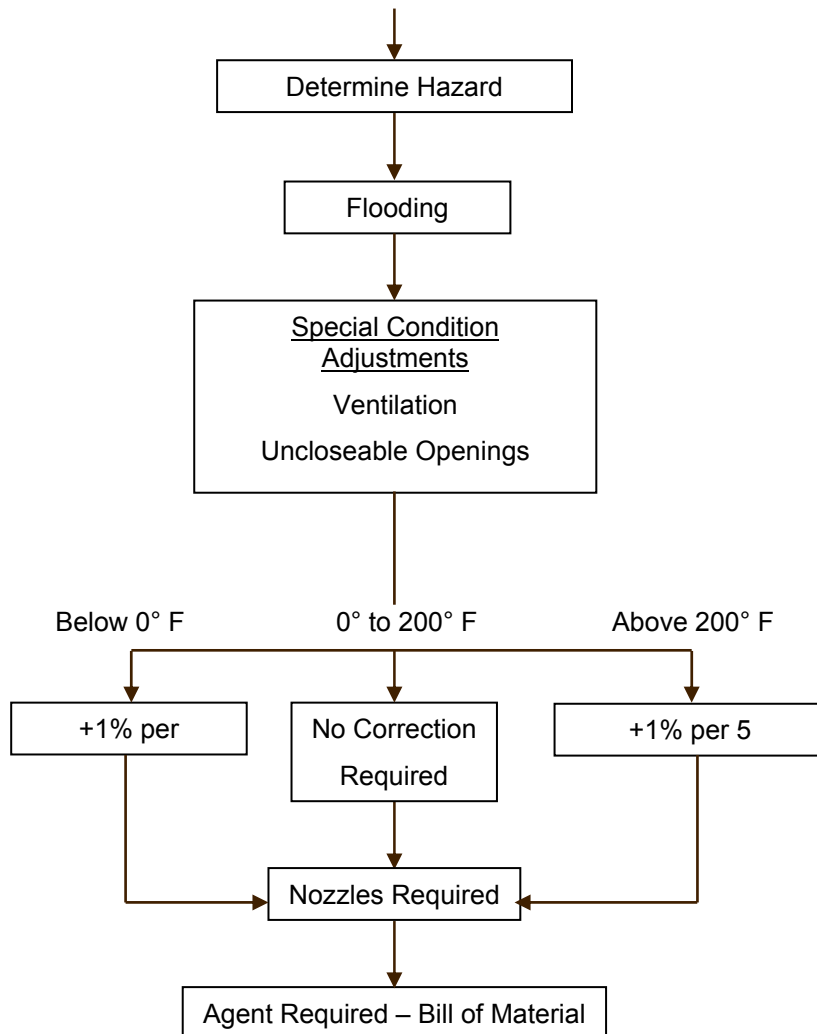 Determine Hazard
Flooding
Special Condition
Adjustments
Ventilation
Uncloseable Openings
Below 0° F
0° to 200° F
Above 200° F
+1% per
No Correction
Required
+1% per 5
Nozzles Required
Agent Required – Bill of Material